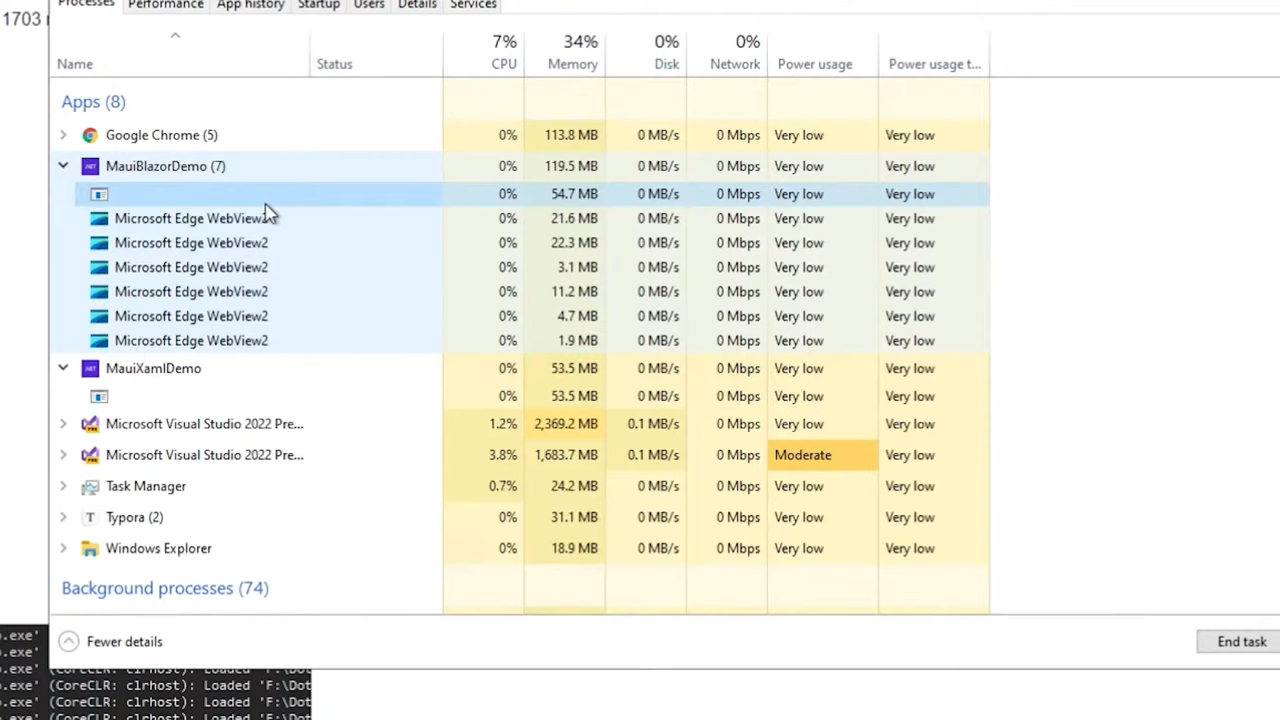 1703
Processes Performance App history Startup Users Details Services
7% 34% 0% 0%
Name Status CPU Memory Disk Network Power usage Power usage t...
Apps (8)
Google Chrome (5) 0% 113.8 MB 0 MB/s 0 Mbps Very low Very low
MauiBlazorDemo (7) 0% 119.5 MB 0 MB/s 0 Mbps Very low Very low
0% 54.7 MB 0 MB/s 0 Mbps Very low Very low
Microsoft Edge WebView2 0% 21.6 MB 0 MB/s 0 Mbps Very low Very low
Microsoft Edge WebView2 0% 22.3 MB 0 MB/s 0 Mbps Very low Very low
Microsoft Edge WebView2 0% 3.1 MB 0 MB/s 0 Mbps Very low Very low
Microsoft Edge WebView2 0% 11.2 MB 0 MB/s 0 Mbps Very low Very low
Microsoft Edge WebView2 0% 4.7 MB 0 MB/s 0 Mbps Very low Very low
Microsoft Edge WebView2 0% 1.9 MB 0 MB/s 0 Mbps Very low Very low
MauiXamlDemo 0% 53.5 MB 0 MB/s 0 Mbps Very low Very low
0% 53.5 MB 0 MB/s 0 Mbps Very low Very low
Microsoft Visual Studio 2022 Pre... 1.2% 2,369.2 MB 0.1 MB/s 0 Mbps Very low Very low
Microsoft Visual Studio 2022 Pre... 3.8% 1,683.7 MB 0.1 MB/s 0 Mbps Moderate Very low
Task Manager 0.7% 24.2 MB 0 MB/s 0 Mbps Very low Very low
Typora (2) 0% 31.1 MB 0 MB/s 0 Mbps Very low Very low
Windows Explorer 0% 18.9 MB 0 MB/s 0 Mbps Very low Very low
Background processes (74)
Fewer details End task
.exe'
.exe'
.exe' (CoreCLR: clrhost): Loaded 'F:\Dot
.exe' (CoreCLR: clrhost): Loaded 'F:\Dot
.exe' (CoreCLR: clrhost): Loaded 'F:\Dot
.exe' (CoreCLR: clrhost): Loaded 'F:\Dot